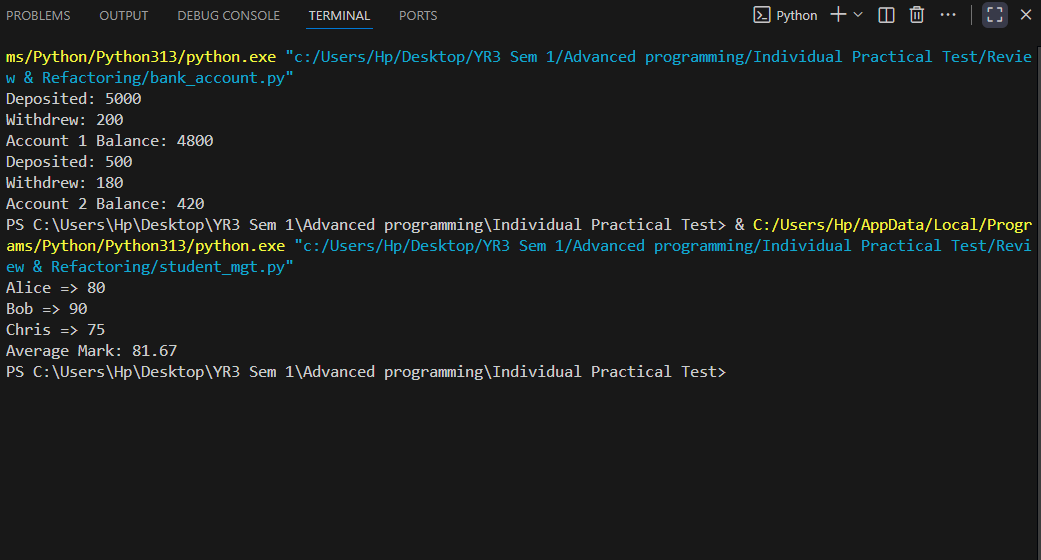 PROBLEMS OUTPUT DEBUG CONSOLE TERMINAL PORTS Python
ms/Python/Python313/python.exe "c:/Users/Hp/Desktop/YR3 Sem 1/Advanced programming/Individual Practical Test/Revie
w & Refactoring/bank_account.py"
Deposited: 5000
Withdrew: 200
Account 1 Balance: 4800
Deposited: 500
Withdrew: 180
Account 2 Balance: 420
PS C:\Users\Hp\Desktop\YR3 Sem 1\Advanced programming\Individual Practical Test> & C:/Users/Hp/AppData/Local/Progr
ams/Python/Python313/python.exe "c:/Users/Hp/Desktop/YR3 Sem 1/Advanced programming/Individual Practical Test/Revi
ew & Refactoring/student_mgt.py"
Alice => 80
Bob => 90
Chris => 75
Average Mark: 81.67
PS C:\Users\Hp\Desktop\YR3 Sem 1\Advanced programming\Individual Practical Test>